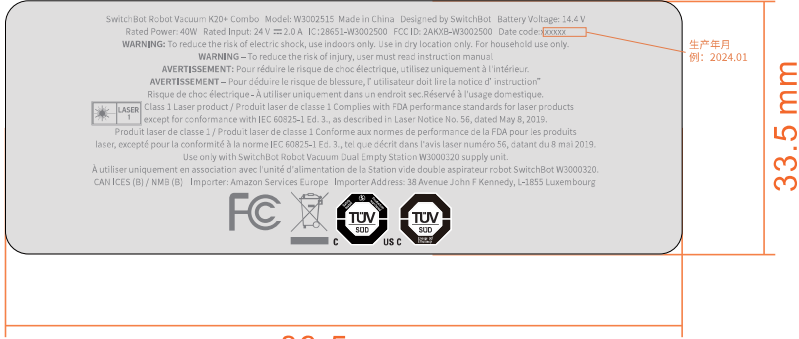 SwitchBot Robot Vacuum K20+ Combo Model: W3002515 Made in China Designed by SwitchBot Battery Voltage: 14.4 V
Rated Power: 40W Rated Input: 24 V ⎓ 2.0 A IC:28651-W3002500 FCC ID: 2AKXB-W3002500 Date code:xxxxx
生产年月
例：2024.01
WARNING: To reduce the risk of electric shock, use indoors only. Use in dry location only. For household use only.
WARNING – To reduce the risk of injury, user must read instruction manual
AVERTISSEMENT: Pour réduire le risque de choc électrique, utilisez uniquement à l'intérieur.
AVERTISSEMENT – Pour déduire le risque de blessure, l' utilisateur doit lire la notice d' instruction"
Risque de choc électrique - À utiliser uniquement dans un endroit sec.Réservé à l'usage domestique.
LASER
1
Class 1 Laser product / Produit laser de classe 1 Complies with FDA performance standards for laser products
except for conformance with IEC 60825-1 Ed. 3., as described in Laser Notice No. 56, dated May 8, 2019.
Produit laser de classe 1 / Produit laser de classe 1 Conforme aux normes de performance de la FDA pour les produits
laser, excepté pour la conformité à la norme IEC 60825-1 Ed. 3., tel que décrit dans l'avis laser numéro 56, datant du 8 mai 2019.
Use only with SwitchBot Robot Vacuum Dual Empty Station W3000320 supply unit.
À utiliser uniquement en association avec l'unité d'alimentation de la Station vide double aspirateur robot SwitchBot W3000320.
CAN ICES (B) / NMB (B) Importer: Amazon Services Europe Importer Address: 38 Avenue John F Kennedy, L-1855 Luxembourg
FC
TÜV
SÜD
C US
TÜV
SÜD
C
33.5 mm